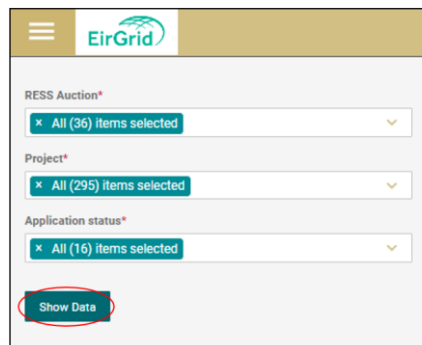 EirGrid
RESS Auction*
× All (36) items selected
Project*
× All (295) items selected
Application status*
× All (16) items selected
Show Data